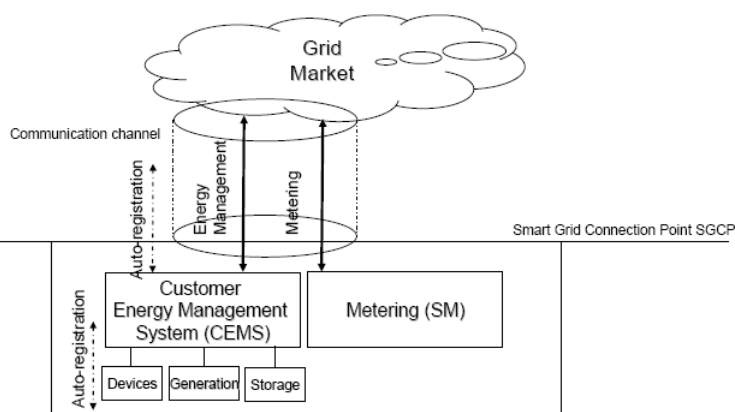 Grid
Market
Communication channel
Auto-registration
Energy
Management
Metering
Smart Grid Connection Point SGCP
Customer
Energy Management
System (CEMS)
Metering (SM)
Auto-registration
Devices
Generation
Storage